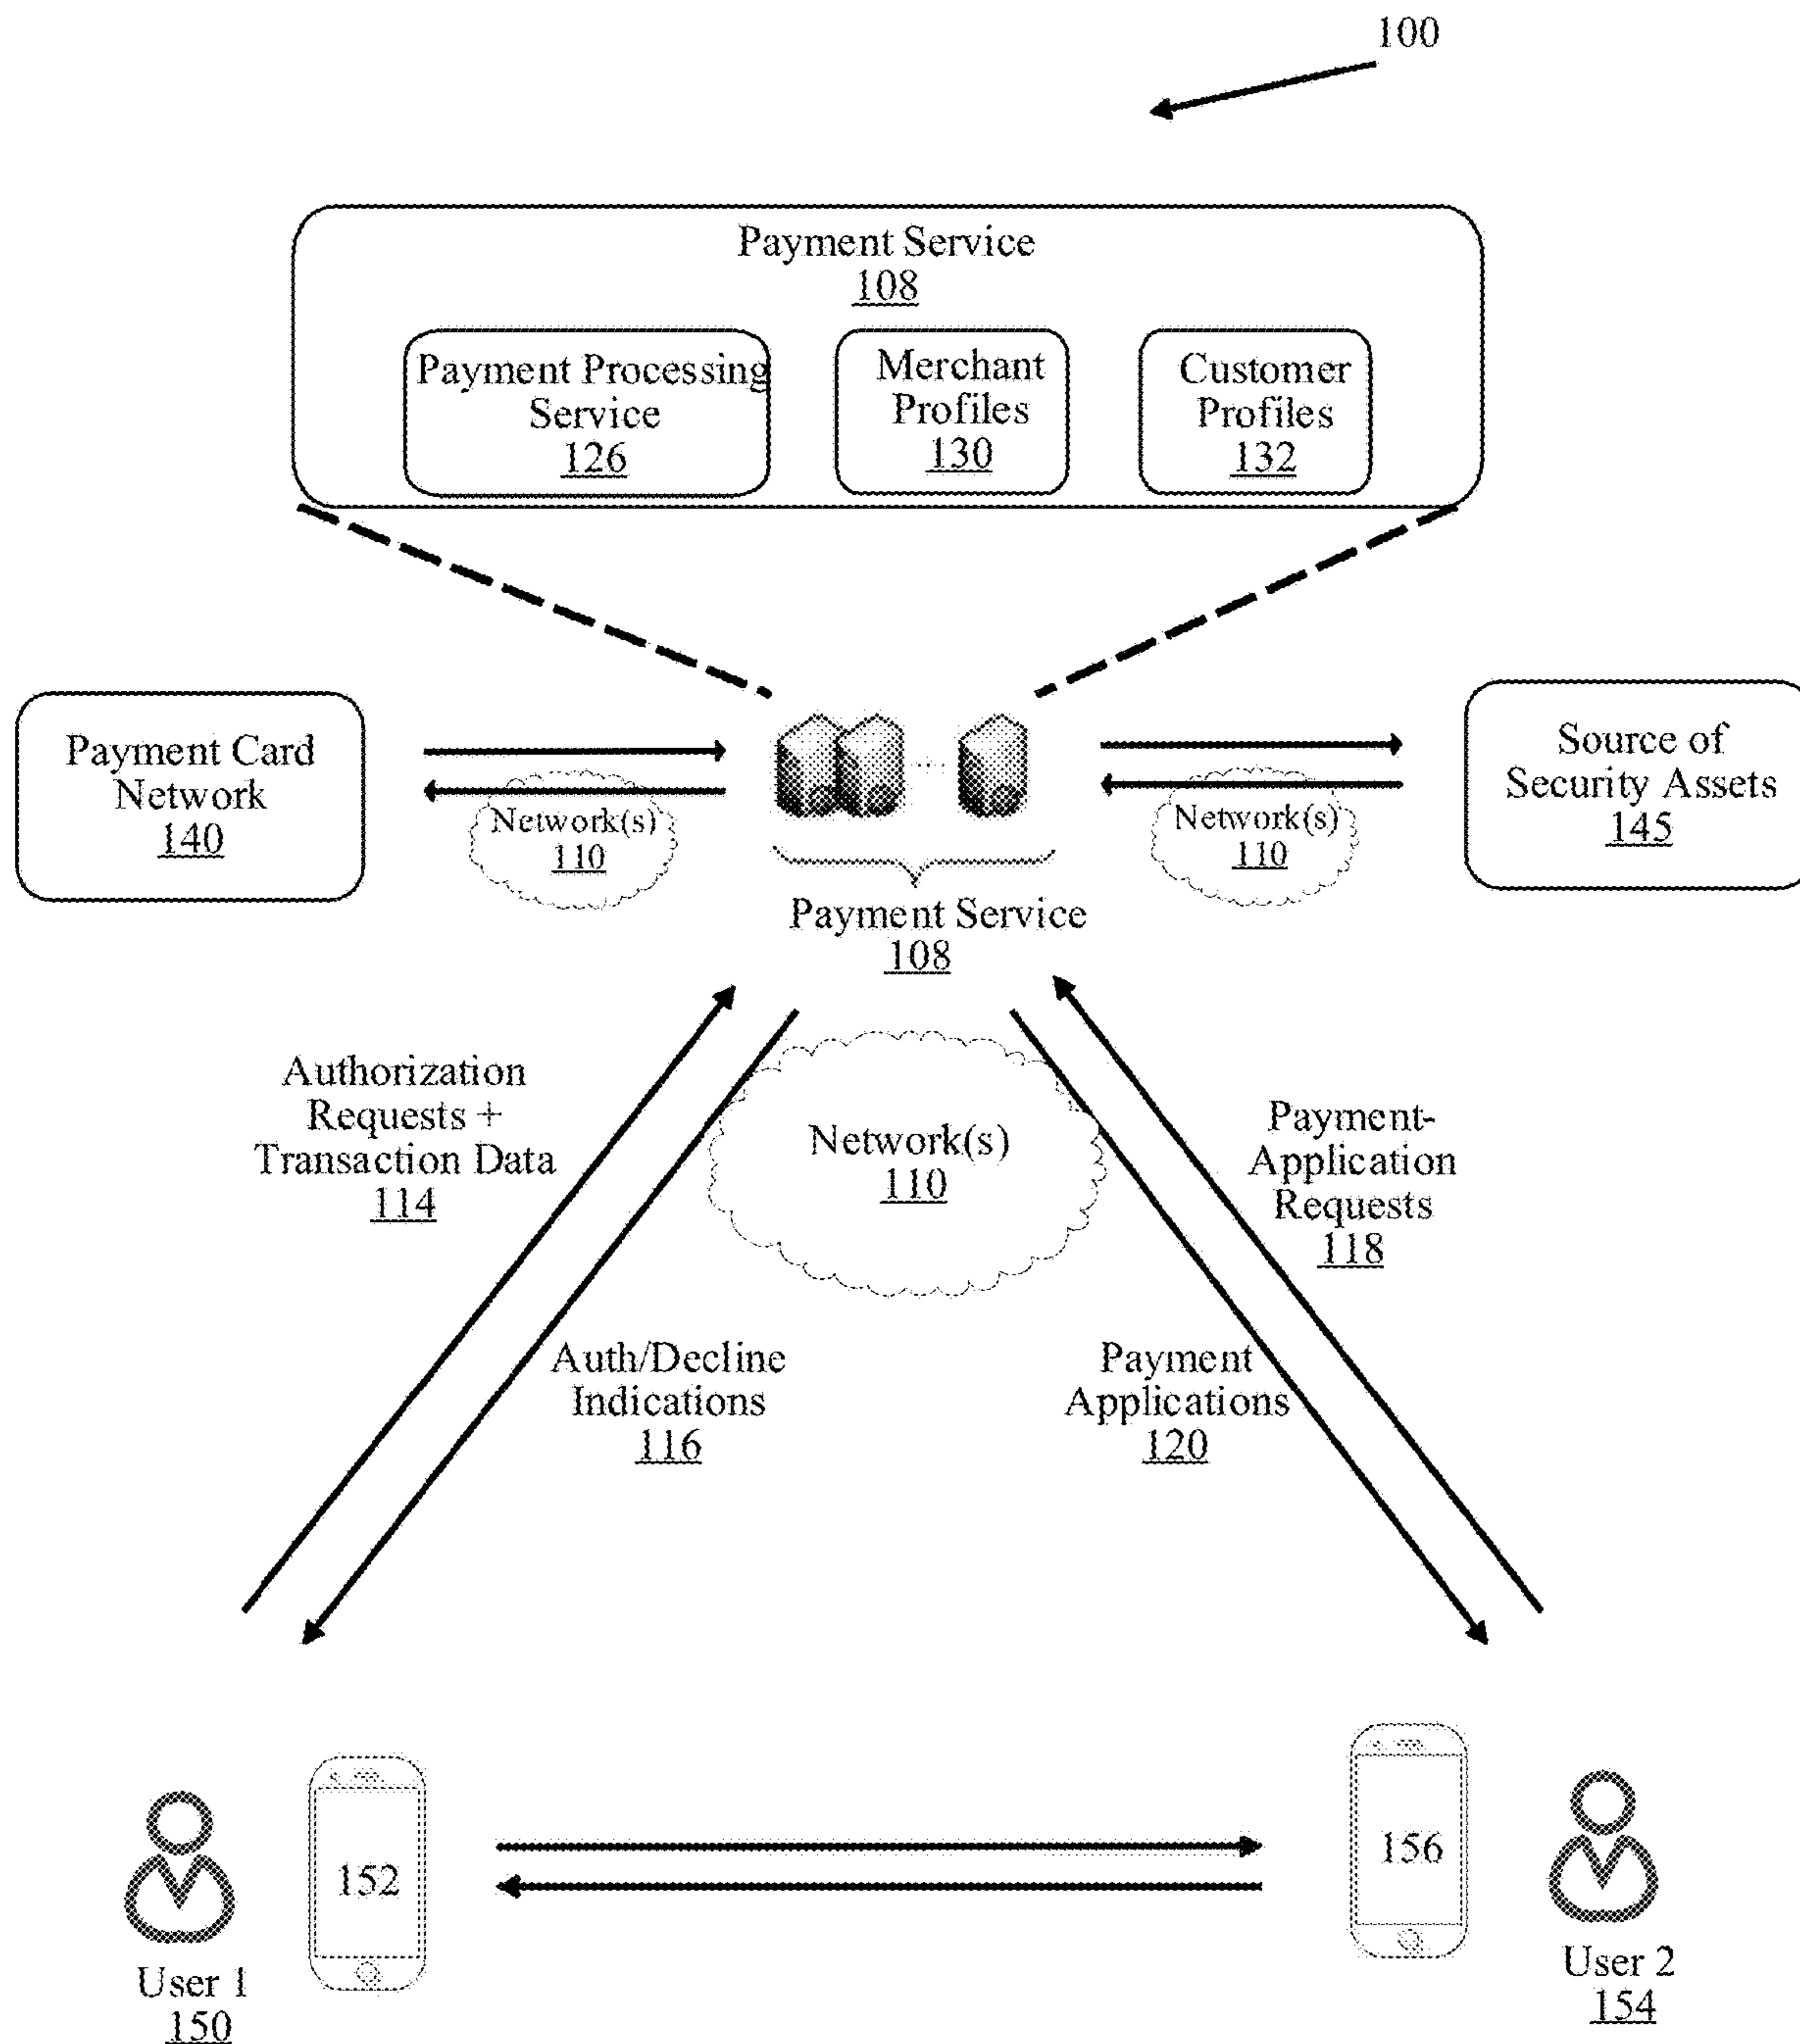 100
Payment Service
108
Payment Processing
Service
126
Merchant
Profiles
130
Customer
Profiles
132
Payment Card
Network
140
Network(s)
110
Payment Service
108
Network(s)
110
Source of
Security Assets
145
Authorization
Requests +
Transaction Data
114
Network(s)
110
Payment-
Application
Requests
118
Auth/Decline
Indications
116
Payment
Applications
120
152
User 1
150
156
User 2
154